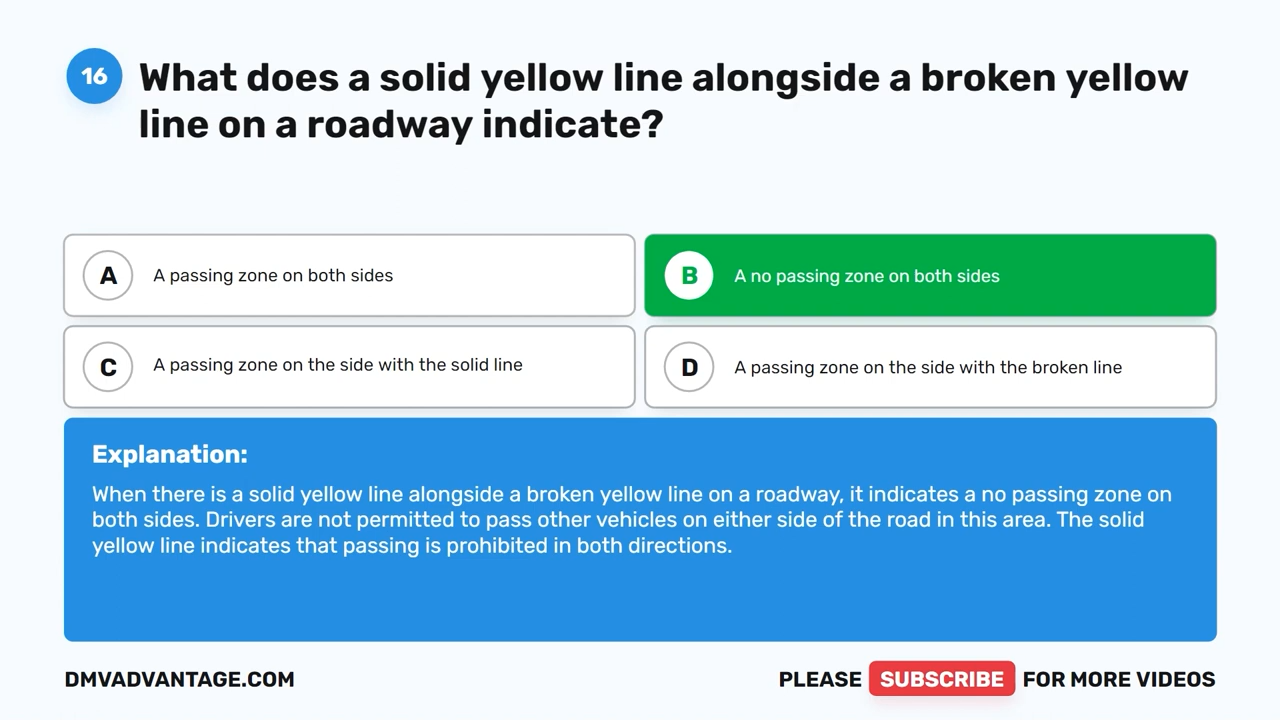 16
What does a solid yellow line alongside a broken yellow
line on a roadway indicate?
A
A passing zone on both sides
B
A no passing zone on both sides
C
A passing zone on the side with the solid line
D
A passing zone on the side with the broken line
Explanation:
When there is a solid yellow line alongside a broken yellow line on a roadway, it indicates a no passing zone on
both sides. Drivers are not permitted to pass other vehicles on either side of the road in this area. The solid
yellow line indicates that passing is prohibited in both directions.
DMVADVANTAGE.COM
PLEASE SUBSCRIBE FOR MORE VIDEOS